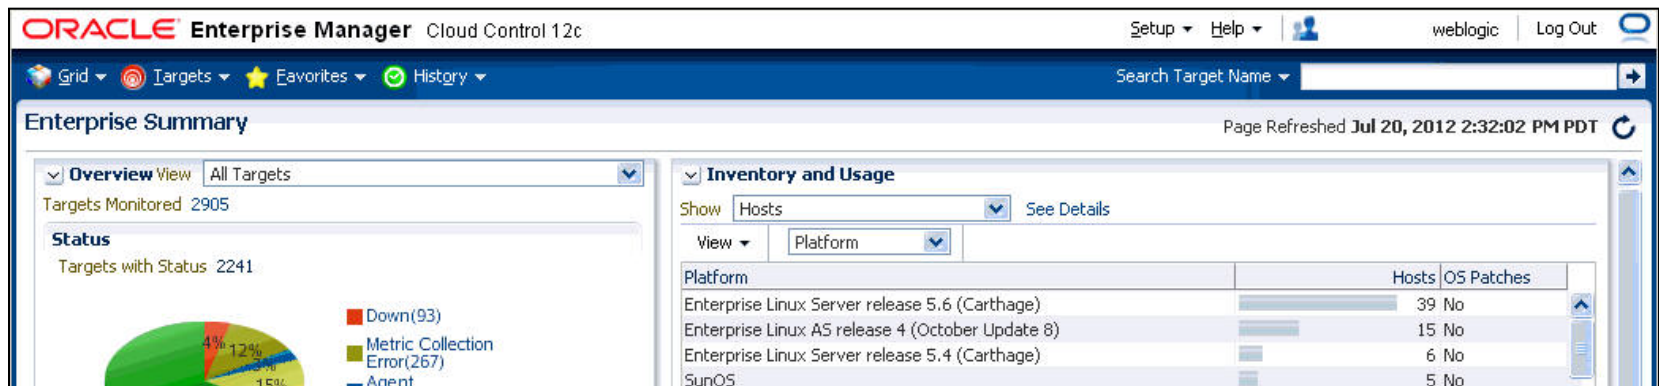 ORACLE Enterprise Manager Cloud Control 12c
Setup Help weblogic Log Out
Grid Targets Favorites History Search Target Name
Enterprise Summary
Page Refreshed Jul 20, 2012 2:32:02 PM PDT
Overview View All Targets
Targets Monitored 2905
Status
Targets with Status 2241
4%
12%
3%
15%
Down(93)
Metric Collection
Error(267)
Agent
Inventory and Usage
Show Hosts See Details
View Platform
Platform Hosts OS Patches
Enterprise Linux Server release 5.6 (Carthage) 39 No
Enterprise Linux AS release 4 (October Update 8) 15 No
Enterprise Linux Server release 5.4 (Carthage) 6 No
SunOS 5 No